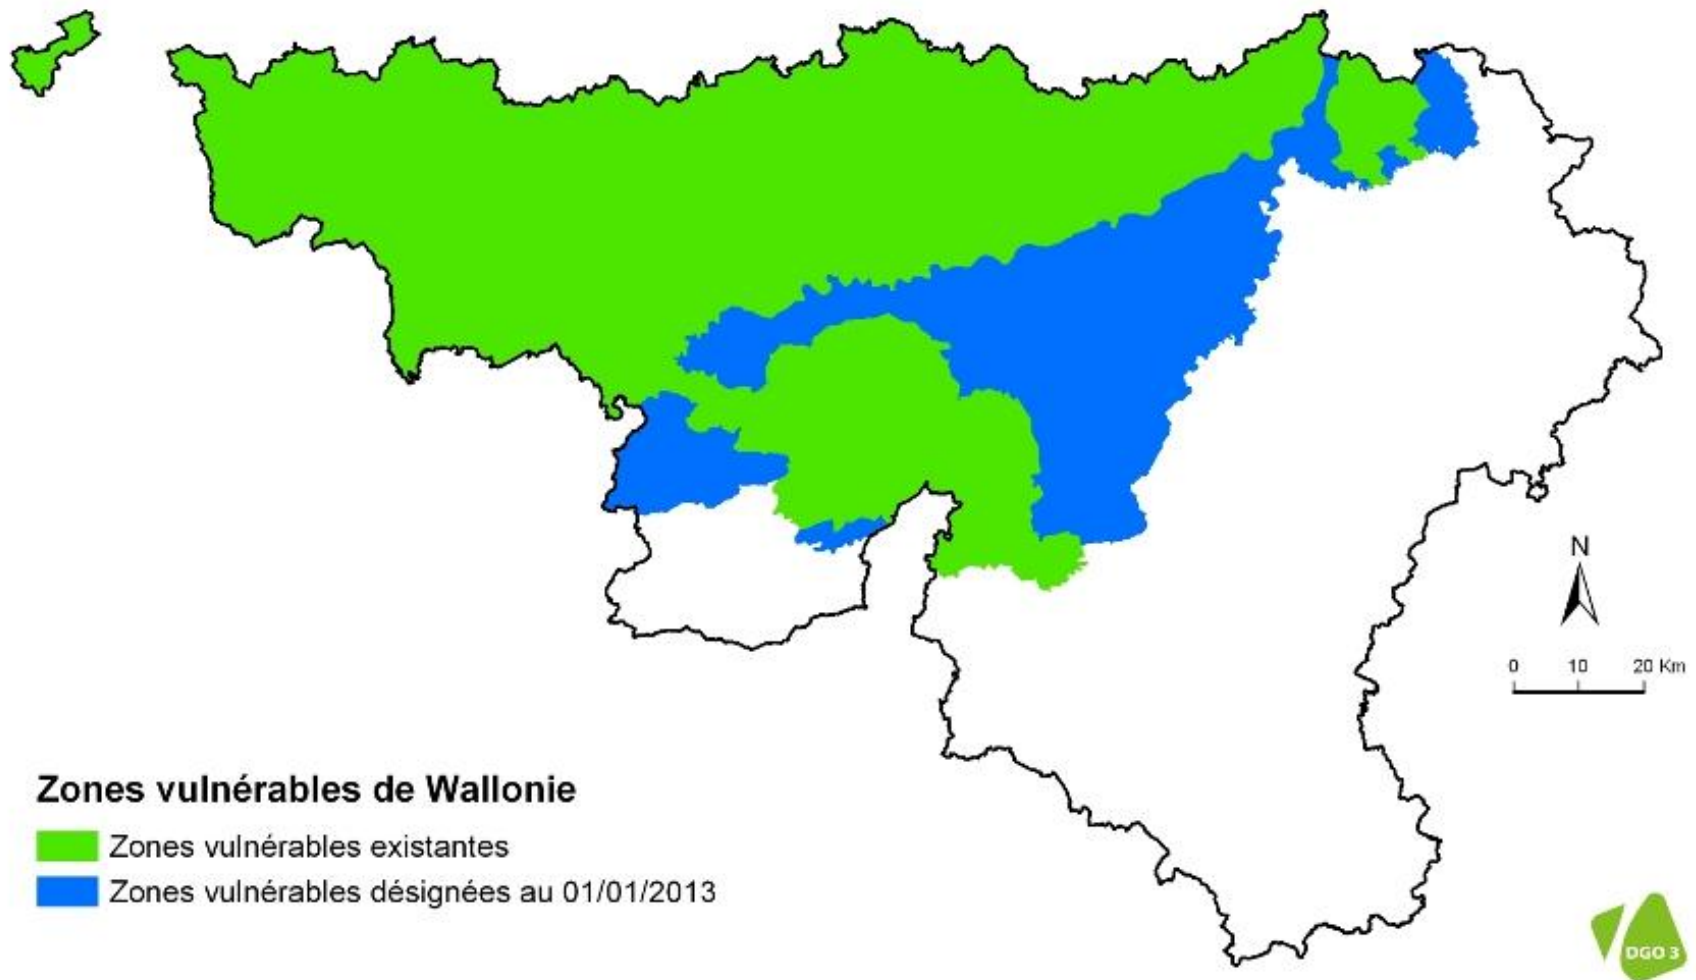 N
0 10 20 Km
Zones vulnérables de Wallonie
Zones vulnérables existantes
Zones vulnérables désignées au 01/01/2013
DGO 3